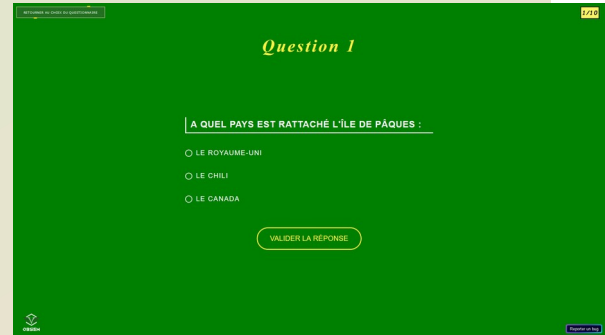 RETOURNER AU CHOIX DU QUESTIONNAIRE
1/10
Question 1
A QUEL PAYS EST RATTACHÉ L'ÎLE DE PÂQUES :
LE ROYAUME-UNI
LE CHILI
LE CANADA
VALIDER LA RÉPONSE
Reporter un bug